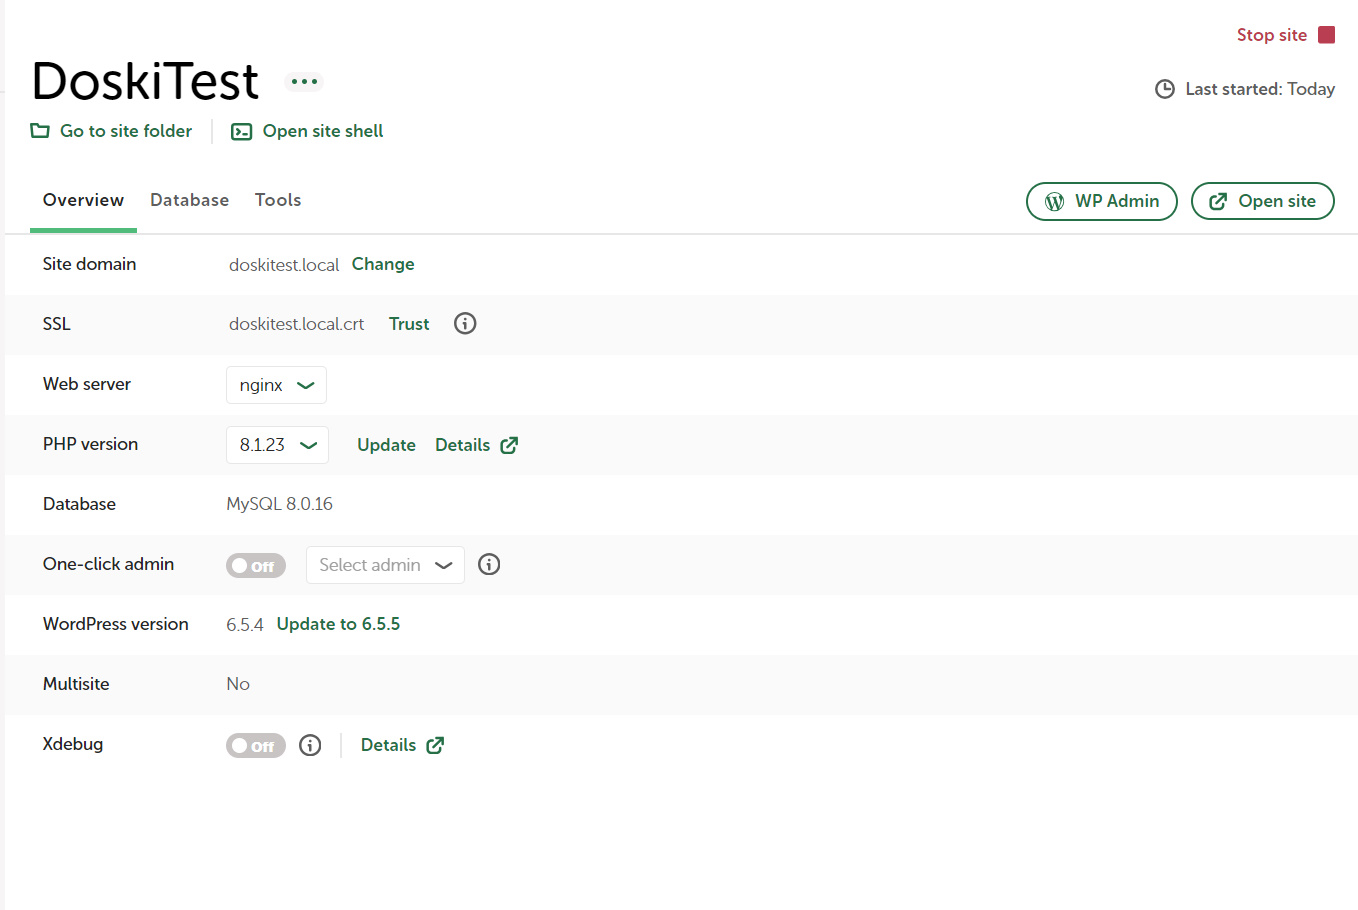 Stop site
DoskiTest
Last started: Today
Go to site folder
Open site shell
Overview Database Tools
WP Admin
Open site
Site domain doskitest.local Change
SSL doskitest.local.crt Trust
Web server nginx
PHP version 8.1.23 Update Details
Database MySQL 8.0.16
One-click admin Off Select admin
WordPress version 6.5.4 Update to 6.5.5
Multisite No
Xdebug Off Details